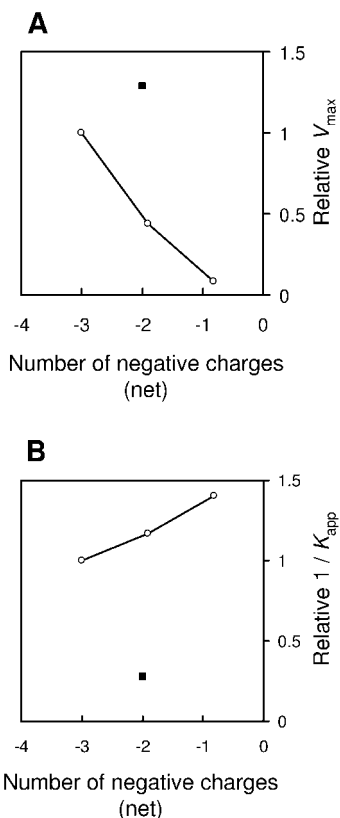 A
1.5
1
0.5
0
Relative Vmax
-4 -3 -2 -1 0
Number of negative charges
(net)
B
1.5
1
0.5
0
Relative 1 / Kapp
-4 -3 -2 -1 0
Number of negative charges
(net)